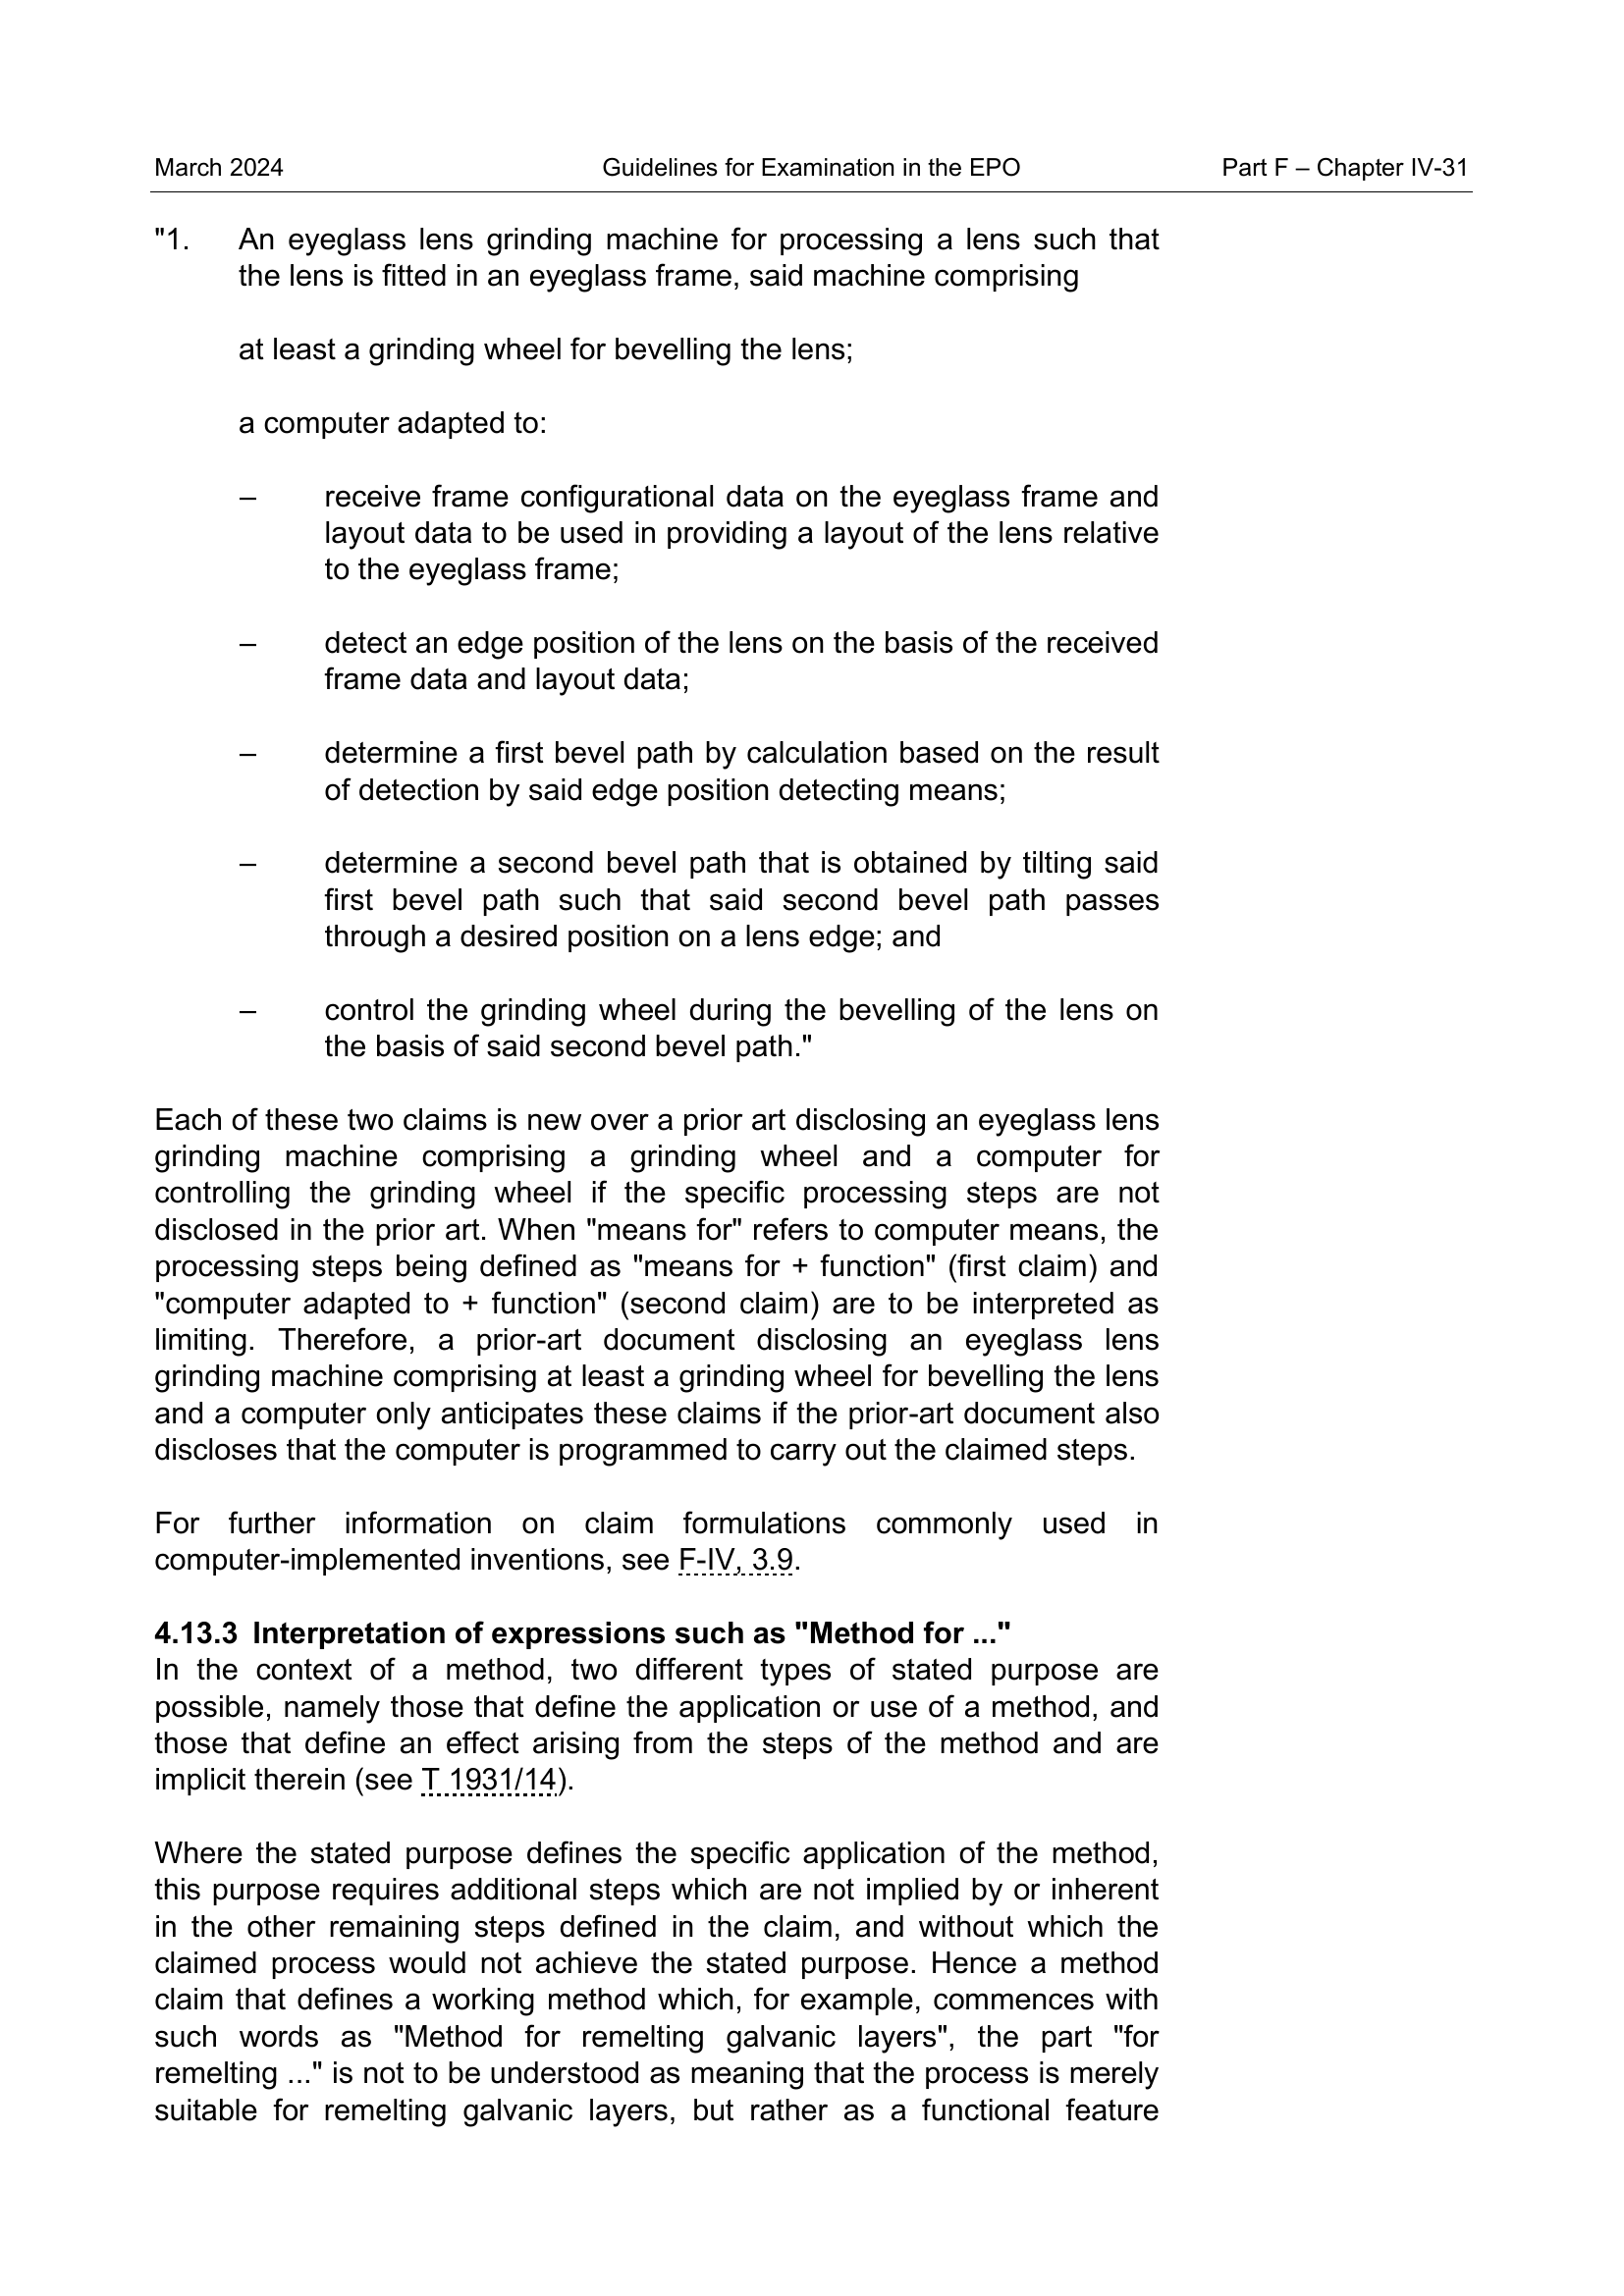 March 2024 Guidelines for Examination in the EPO Part F – Chapter IV-31
"1. An eyeglass lens grinding machine for processing a lens such that
the lens is fitted in an eyeglass frame, said machine comprising
at least a grinding wheel for bevelling the lens;
a computer adapted to:
– receive frame configurational data on the eyeglass frame and
layout data to be used in providing a layout of the lens relative
to the eyeglass frame;
– detect an edge position of the lens on the basis of the received
frame data and layout data;
– determine a first bevel path by calculation based on the result
of detection by said edge position detecting means;
– determine a second bevel path that is obtained by tilting said
first bevel path such that said second bevel path passes
through a desired position on a lens edge; and
– control the grinding wheel during the bevelling of the lens on
the basis of said second bevel path."
Each of these two claims is new over a prior art disclosing an eyeglass lens
grinding machine comprising a grinding wheel and a computer for
controlling the grinding wheel if the specific processing steps are not
disclosed in the prior art. When "means for" refers to computer means, the
processing steps being defined as "means for + function" (first claim) and
"computer adapted to + function" (second claim) are to be interpreted as
limiting. Therefore, a prior-art document disclosing an eyeglass lens
grinding machine comprising at least a grinding wheel for bevelling the lens
and a computer only anticipates these claims if the prior-art document also
discloses that the computer is programmed to carry out the claimed steps.
For further information on claim formulations commonly used in
computer-implemented inventions, see F-IV, 3.9.
4.13.3 Interpretation of expressions such as "Method for ..."
In the context of a method, two different types of stated purpose are
possible, namely those that define the application or use of a method, and
those that define an effect arising from the steps of the method and are
implicit therein (see T 1931/14).
Where the stated purpose defines the specific application of the method,
this purpose requires additional steps which are not implied by or inherent
in the other remaining steps defined in the claim, and without which the
claimed process would not achieve the stated purpose. Hence a method
claim that defines a working method which, for example, commences with
such words as "Method for remelting galvanic layers", the part "for
remelting ..." is not to be understood as meaning that the process is merely
suitable for remelting galvanic layers, but rather as a functional feature